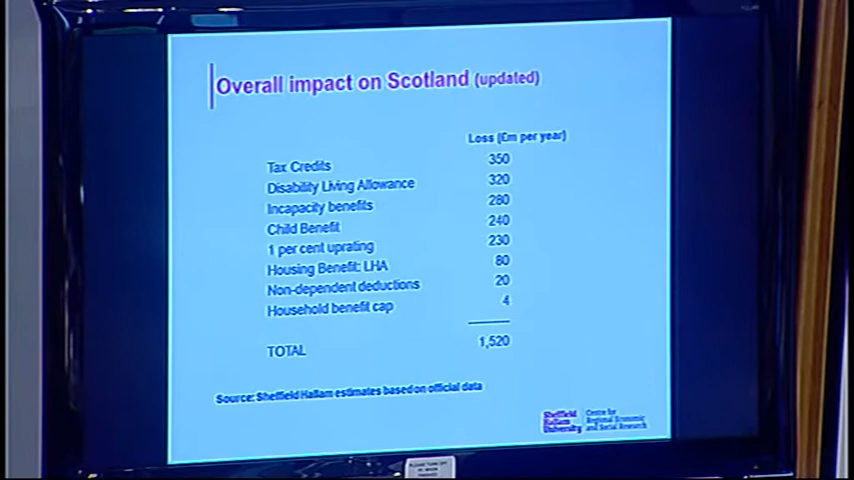 Overall impact on Scotland (updated)
Loss (£m per year)
Tax Credits 350
Disability Living Allowance 320
Incapacity benefits 280
Child Benefit 240
1 per cent uprating 230
Housing Benefit: LHA 80
Non-dependent deductions 20
Household benefit cap 4
TOTAL 1,520
Source: Sheffield Hallam estimates based on official data
Sheffield
Hallam
University
Centre for
Regional Economic
and Social Research